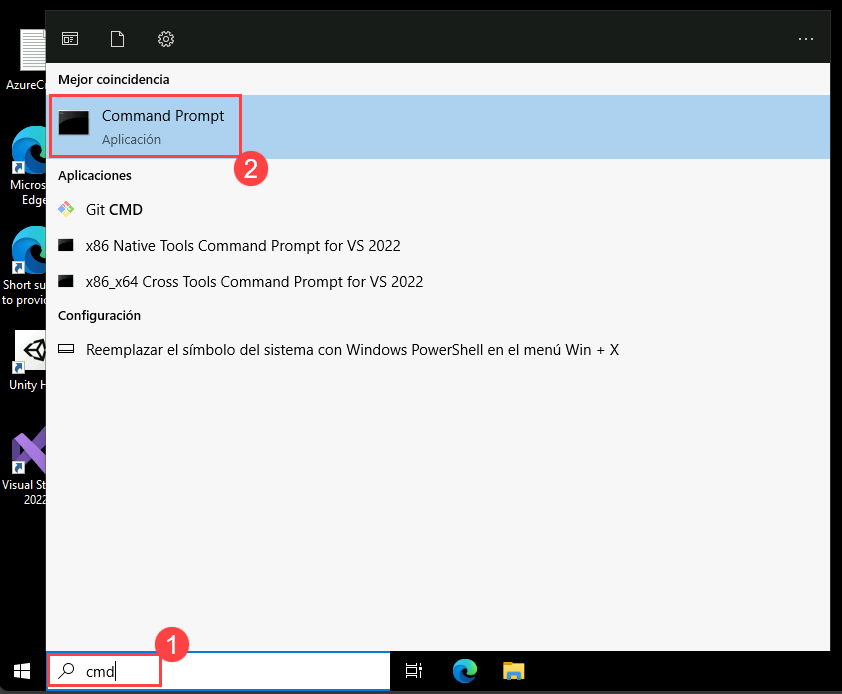 AzureCr
Micros
Edge
Short su
to provid
Unity H
Visual St
2022
Mejor coincidencia
Command Prompt
Aplicación
2
Aplicaciones
Git CMD
x86 Native Tools Command Prompt for VS 2022
x86_x64 Cross Tools Command Prompt for VS 2022
Configuración
Reemplazar el símbolo del sistema con Windows PowerShell en el menú Win + X
1
cmd